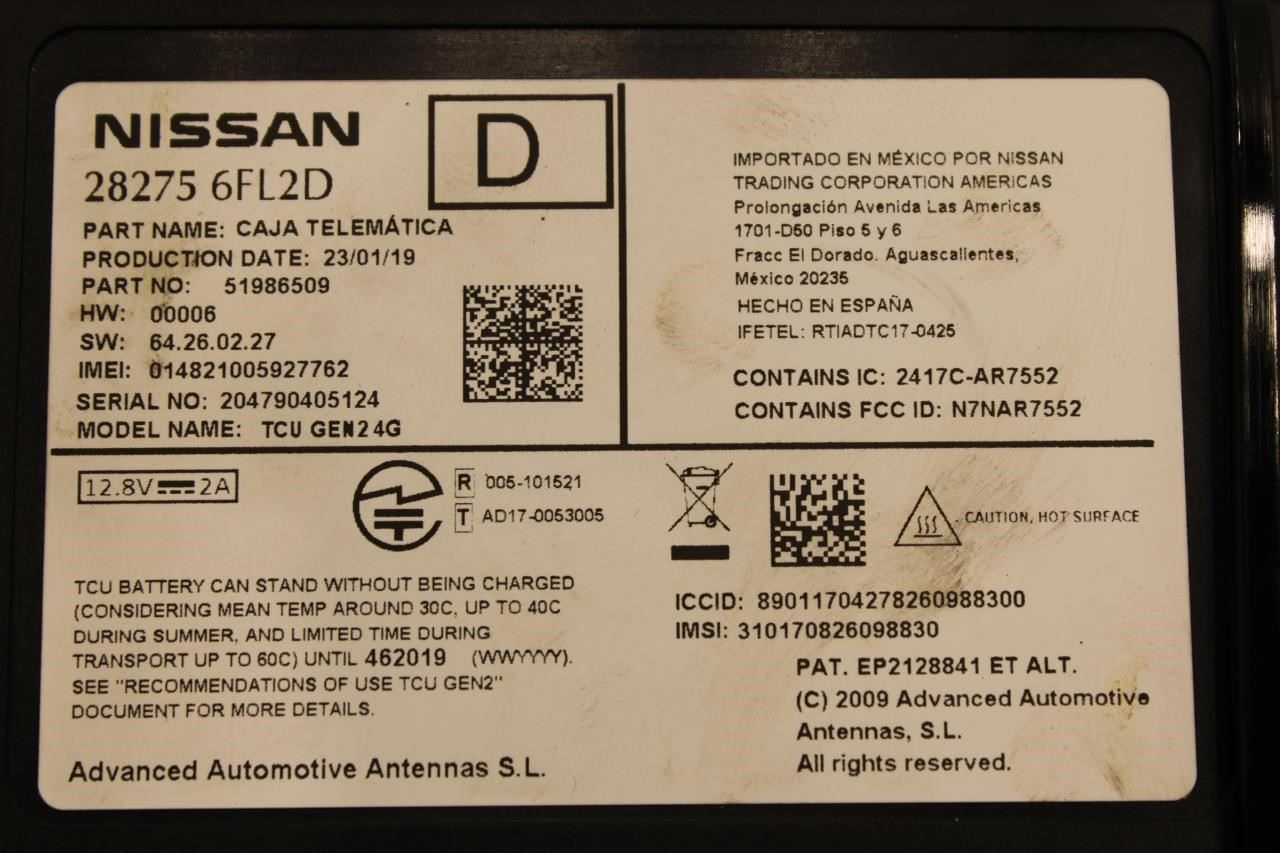 NISSAN
D
28275 6FL2D
PART NAME: CAJA TELEMÁTICA
PRODUCTION DATE: 23/01/19
PART NO: 51986509
HW: 00006
SW: 64.26.02.27
IMEI: 014821005927762
SERIAL NO: 204790405124
MODEL NAME: TCU GEN2 4G
IMPORTADO EN MÉXICO POR NISSAN
TRADING CORPORATION AMERICAS
Prolongación Avenida Las Americas
1701-D50 Piso 5 y 6
Fracc El Dorado. Aguascalientes,
México 20235
HECHO EN ESPAÑA
IFETEL: RTIADTC17-0425
CONTAINS IC: 2417C-AR7552
CONTAINS FCC ID: N7NAR7552
12.8V 2A
R 005-101521
T AD17-0053005
TCU BATTERY CAN STAND WITHOUT BEING CHARGED
(CONSIDERING MEAN TEMP AROUND 30C, UP TO 40C
DURING SUMMER, AND LIMITED TIME DURING
TRANSPORT UP TO 60C) UNTIL 462019 (WWYYYY).
SEE "RECOMMENDATIONS OF USE TCU GEN2"
DOCUMENT FOR MORE DETAILS.
Advanced Automotive Antennas S.L.
CAUTION, HOT SURFACE
ICCID: 89011704278260988300
IMSI: 310170826098830
PAT. EP2128841 ET ALT.
(C) 2009 Advanced Automotive
Antennas, S.L.
All rights reserved.